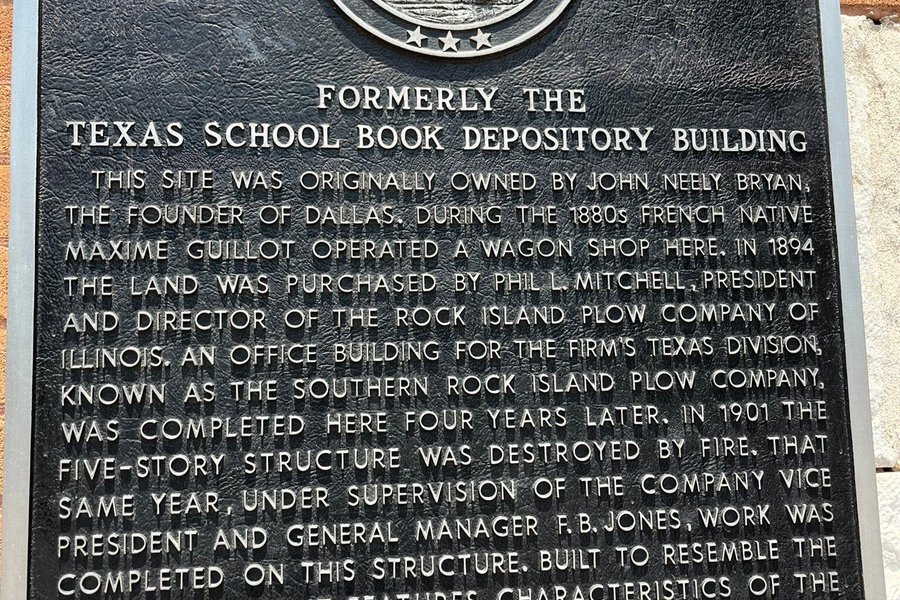 FORMERLY THE
TEXAS SCHOOL BOOK DEPOSITORY BUILDING
THIS SITE WAS ORIGINALLY OWNED BY JOHN NEELY BRYAN,
THE FOUNDER OF DALLAS. DURING THE 1880s FRENCH NATIVE
MAXIME GUILLOT OPERATED A WAGON SHOP HERE. IN 1894
THE LAND WAS PURCHASED BY PHIL L. MITCHELL, PRESIDENT
AND DIRECTOR OF THE ROCK ISLAND PLOW COMPANY OF
ILLINOIS. AN OFFICE BUILDING FOR THE FIRM'S TEXAS DIVISION,
KNOWN AS THE SOUTHERN ROCK ISLAND PLOW COMPANY,
WAS COMPLETED HERE FOUR YEARS LATER. IN 1901 THE
FIVE-STORY STRUCTURE WAS DESTROYED BY FIRE. THAT
SAME YEAR, UNDER SUPERVISION OF THE COMPANY VICE
PRESIDENT AND GENERAL MANAGER F.B. JONES, WORK WAS
COMPLETED ON THIS STRUCTURE. BUILT TO RESEMBLE THE
FEATURES CHARACTERISTICS OF THE